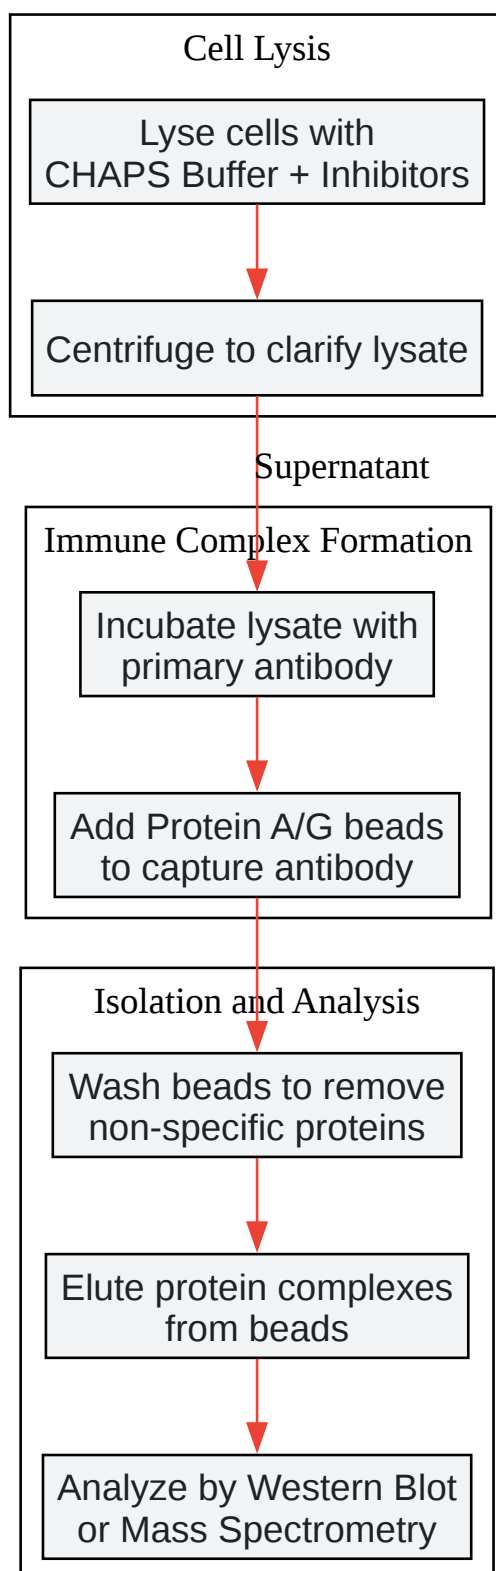 Cell Lysis
Lyse cells with
CHAPS Buffer + Inhibitors
Centrifuge to clarify lysate
Supernatant
Immune Complex Formation
Incubate lysate with
primary antibody
Add Protein A/G beads
to capture antibody
Isolation and Analysis
Wash beads to remove
non-specific proteins
Elute protein complexes
from beads
Analyze by Western Blot
or Mass Spectrometry